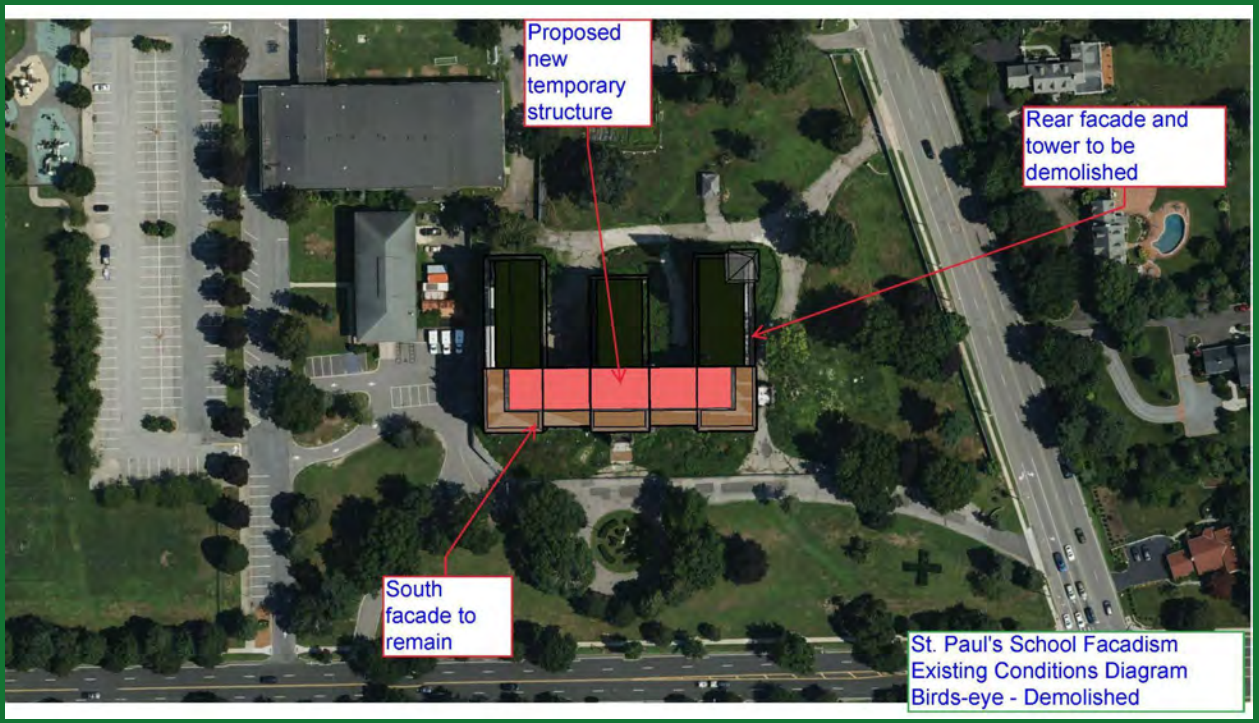 Proposed
new
temporary
structure
Rear facade and
tower to be
demolished
South
facade to
remain
St. Paul's School Facadism
Existing Conditions Diagram
Birds-eye - Demolished